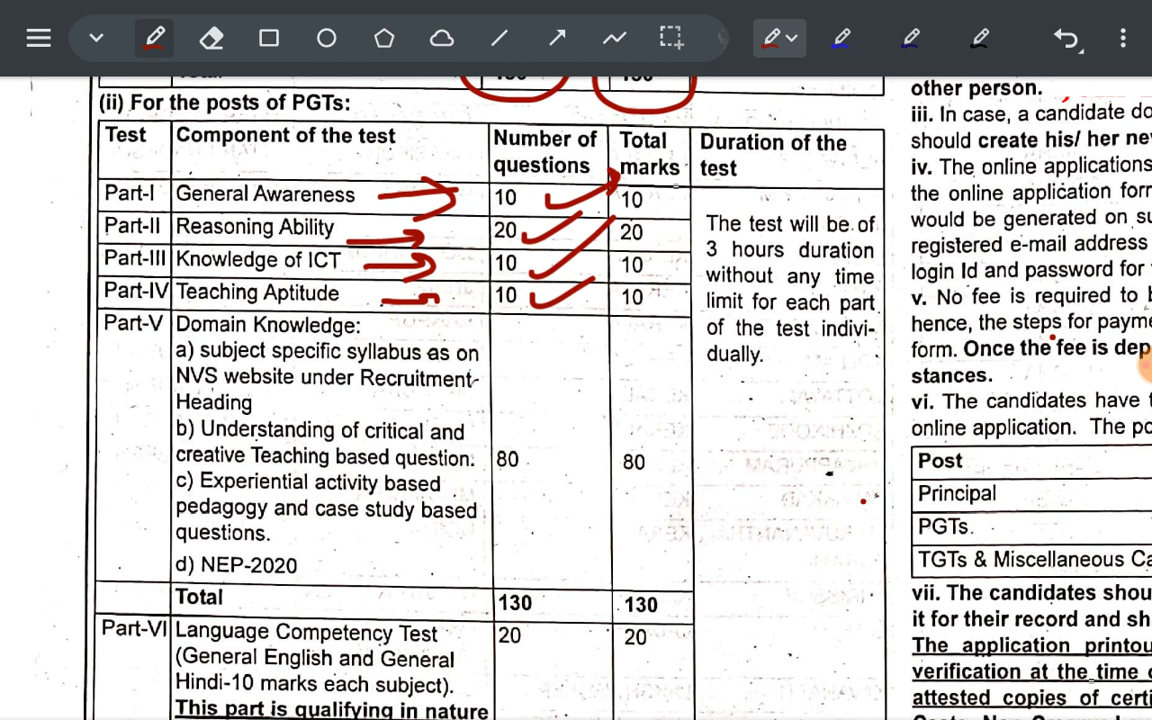 (ii) For the posts of PGTs:
Test Component of the test Number of questions Total marks Duration of the test
Part-I General Awareness 10 10
Part-II Reasoning Ability 20 20
Part-III Knowledge of ICT 10 10
Part-IV Teaching Aptitude 10 10
The test will be of
3 hours duration
without any time
limit for each part
of the test indivi-
dually.
Part-V Domain Knowledge:
a) subject specific syllabus as on
NVS website under Recruitment-
Heading
b) Understanding of critical and
creative Teaching based question. 80 80
c) Experiential activity based
pedagogy and case study based
questions.
d) NEP-2020
Total 130 130
Part-VI Language Competency Test 20 20
(General English and General
Hindi-10 marks each subject).
This part is qualifying in nature
other person.
iii. In case, a candidate do
should create his/ her ne
iv. The online applications
the online application for
would be generated on su
registered e-mail address
login Id and password for
v. No fee is required to b
hence, the steps for payme
form. Once the fee is dep
stances.
vi. The candidates have t
online application. The po
Post
Principal
PGTs.
TGTs & Miscellaneous Ca
vii. The candidates shou
it for their record and sh
The application printou
verification at the time o
attested copies of certi